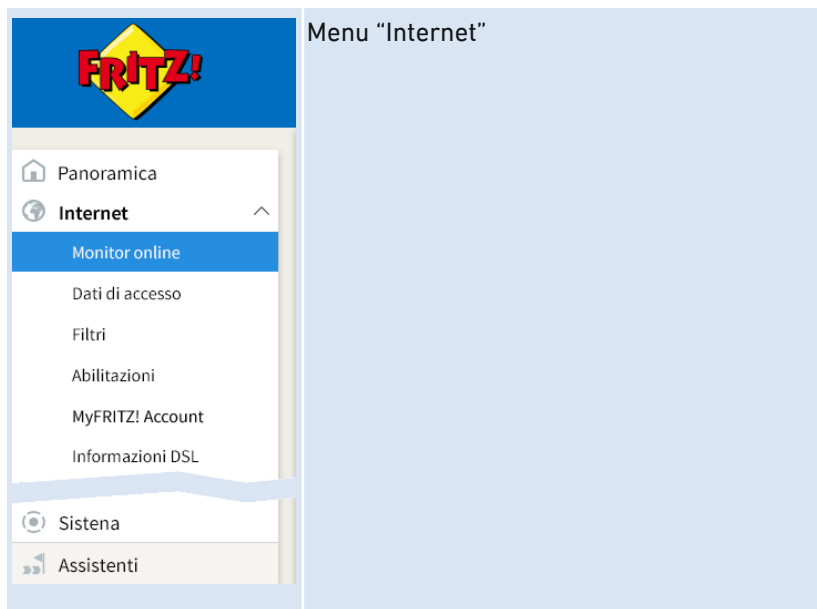 FRITZ!
Menu “Internet”
Panoramica
Internet
Monitor online
Dati di accesso
Filtri
Abilitazioni
MyFRITZ! Account
Informazioni DSL
Sistena
Assistenti